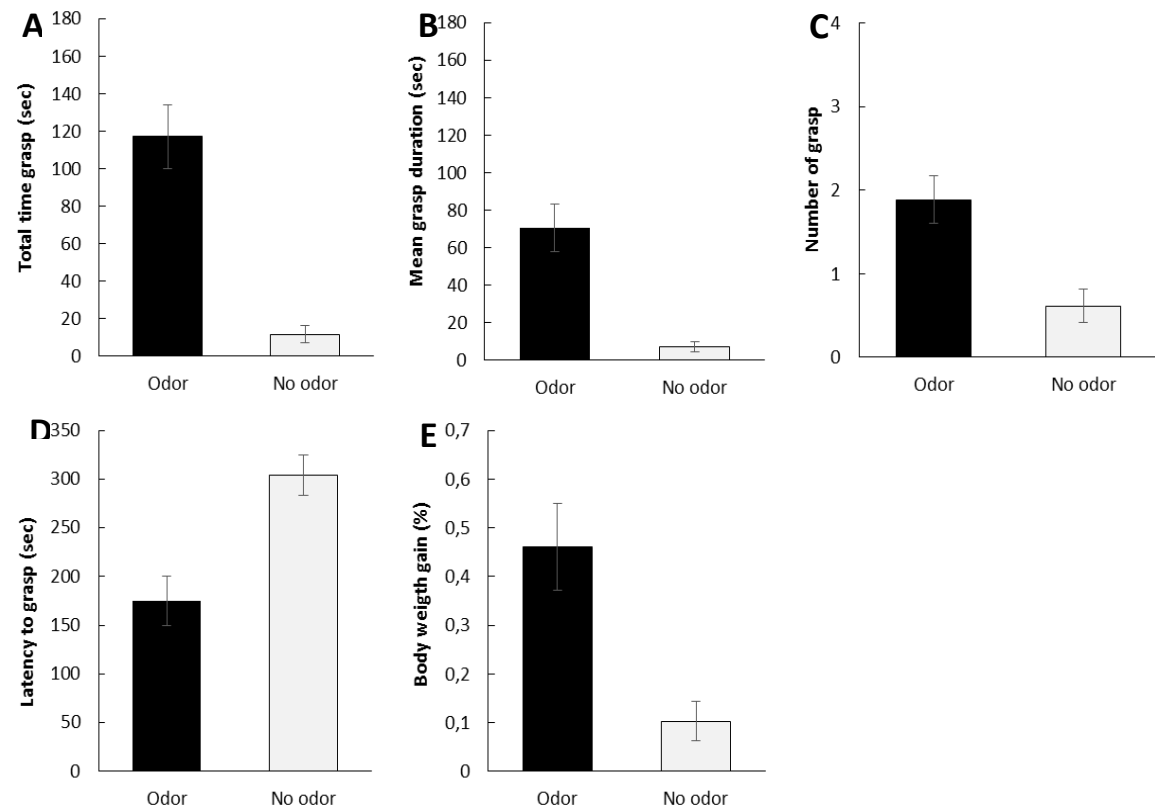 A
Total time grasp (sec)
180
160
140
120
100
80
60
40
20
0
Odor No odor
B
Mean grasp duration (sec)
180
160
140
120
100
80
60
40
20
0
Odor No odor
C
Number of grasp
4
3
2
1
0
Odor No odor
D
Latency to grasp (sec)
350
300
250
200
150
100
50
0
Odor No odor
E
Body weigth gain (%)
0,7
0,6
0,5
0,4
0,3
0,2
0,1
0
Odor No odor